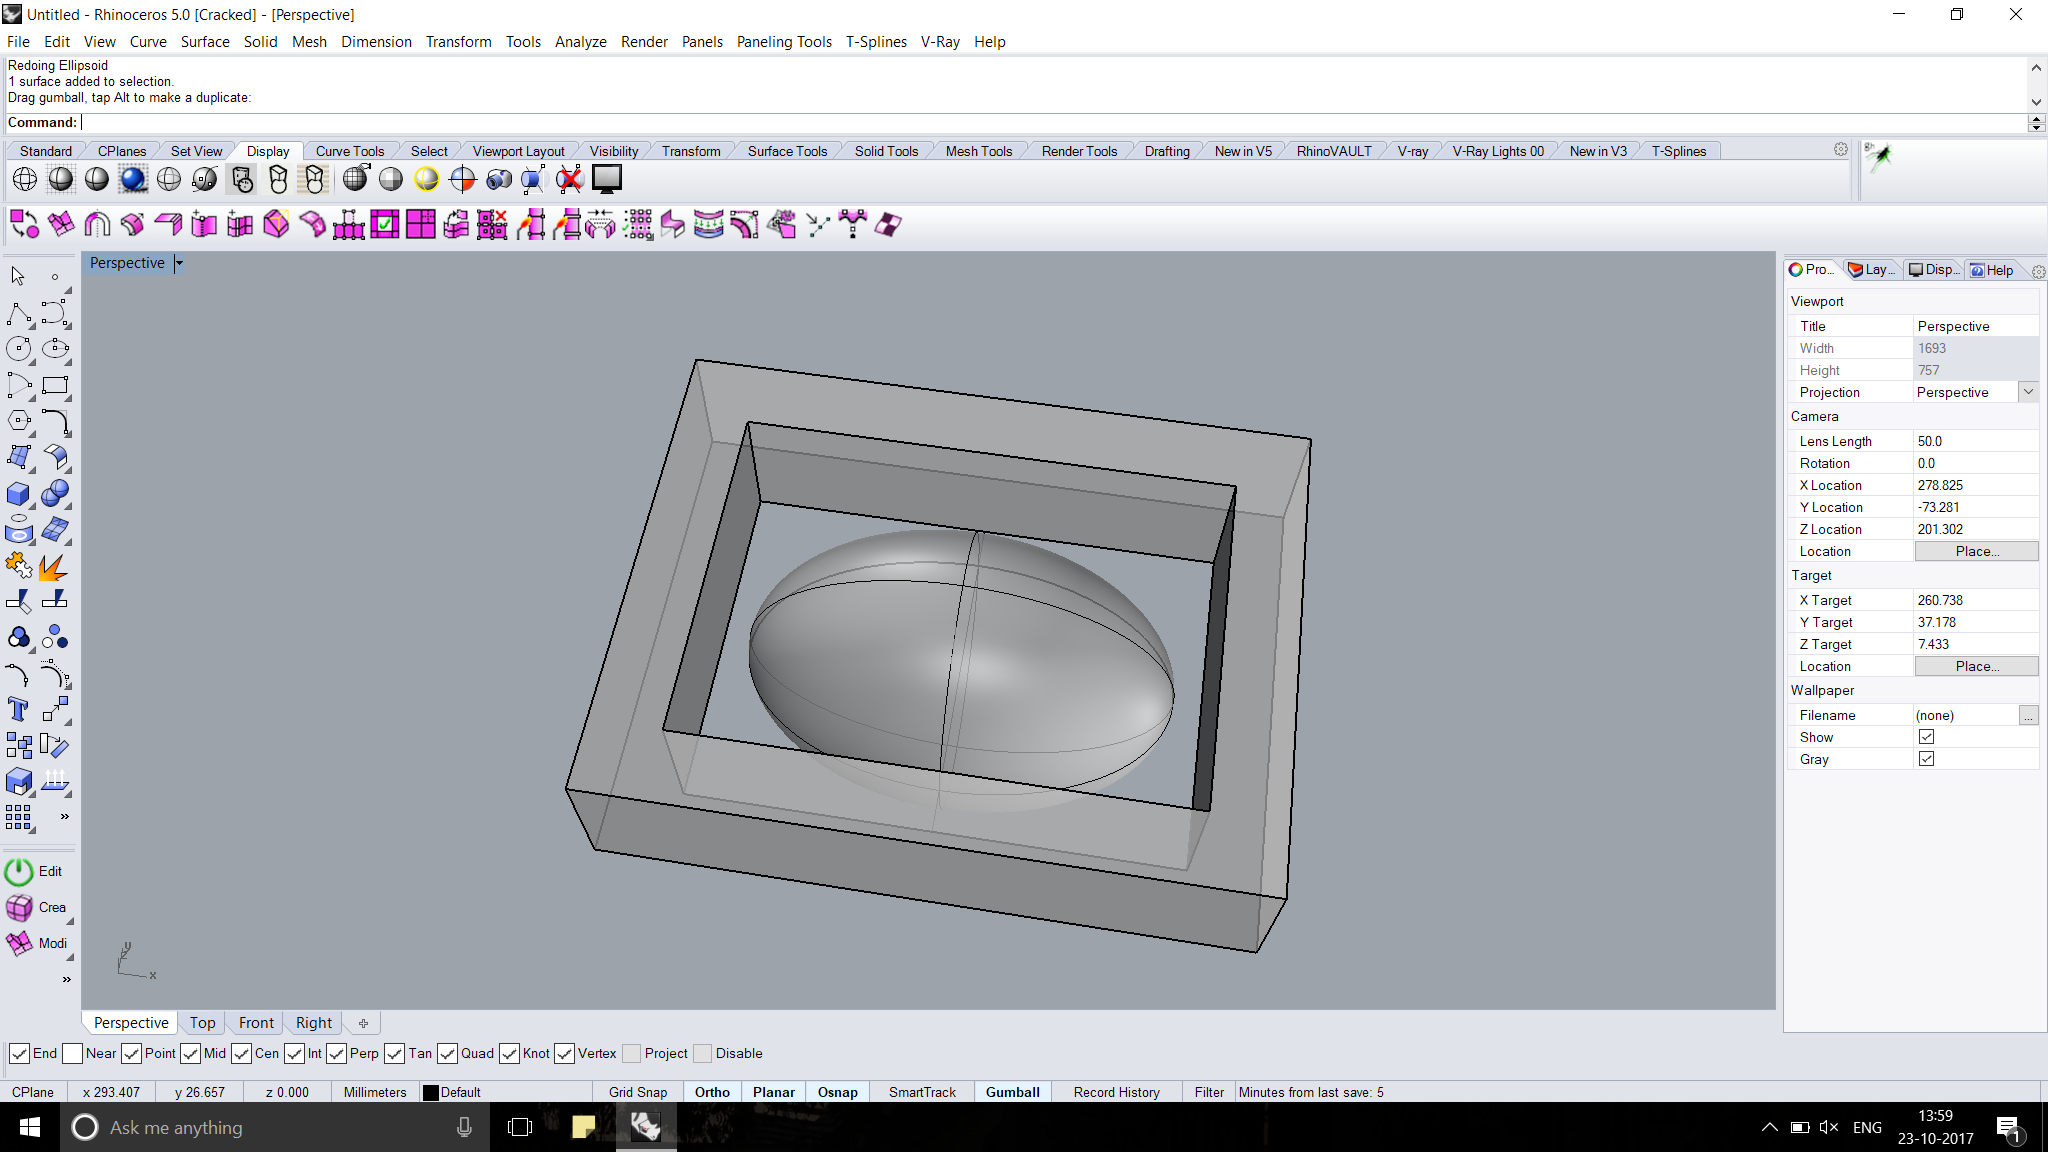 Untitled - Rhinoceros 5.0 [Cracked] - [Perspective]
File Edit View Curve Surface Solid Mesh Dimension Transform Tools Analyze Render Panels Paneling Tools T-Splines V-Ray Help
Redoing Ellipsoid
1 surface added to selection.
Drag gumball, tap Alt to make a duplicate:
Command:
Standard CPlanes Set View Display Curve Tools Select Viewport Layout Visibility Transform Surface Tools Solid Tools Mesh Tools Render Tools Drafting New in V5 RhinoVAULT V-ray V-Ray Lights 00 New in V3 T-Splines
Perspective
Pro... Lay... Disp... Help
Viewport
Title Perspective
Width 1693
Height 757
Projection Perspective
Camera
Lens Length 50.0
Rotation 0.0
X Location 278.825
Y Location -73.281
Z Location 201.302
Location Place...
Target
X Target 260.738
Y Target 37.178
Z Target 7.433
Location Place...
Wallpaper
Filename (none) ...
Show
Gray
Edit
Crea
Modi
y
z
x
Perspective Top Front Right
End Near Point Mid Cen Int Perp Tan Quad Knot Vertex Project Disable
CPlane x 293.407 y 26.657 z 0.000 Millimeters Default Grid Snap Ortho Planar Osnap SmartTrack Gumball Record History Filter Minutes from last save: 5
Ask me anything
ENG
13:59
23-10-2017
1